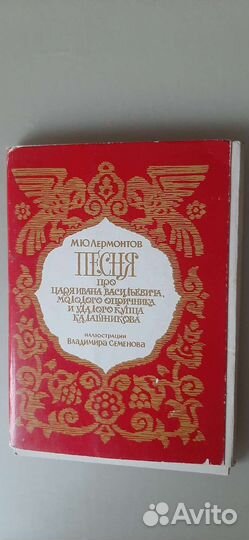 М.Ю.Лермонтов
ПЕСНЯ
ПРО
ЦАРЯ ИВАНА ВАСИЛЬЕВИЧА,
МОЛОДОГО ОПРИЧНИКА
И УДАЛОГО КУПЦА
КАЛАШНИКОВА
ИЛЛЮСТРАЦИИ
ВЛАДИМИРА СЕМЕНОВА
Avito